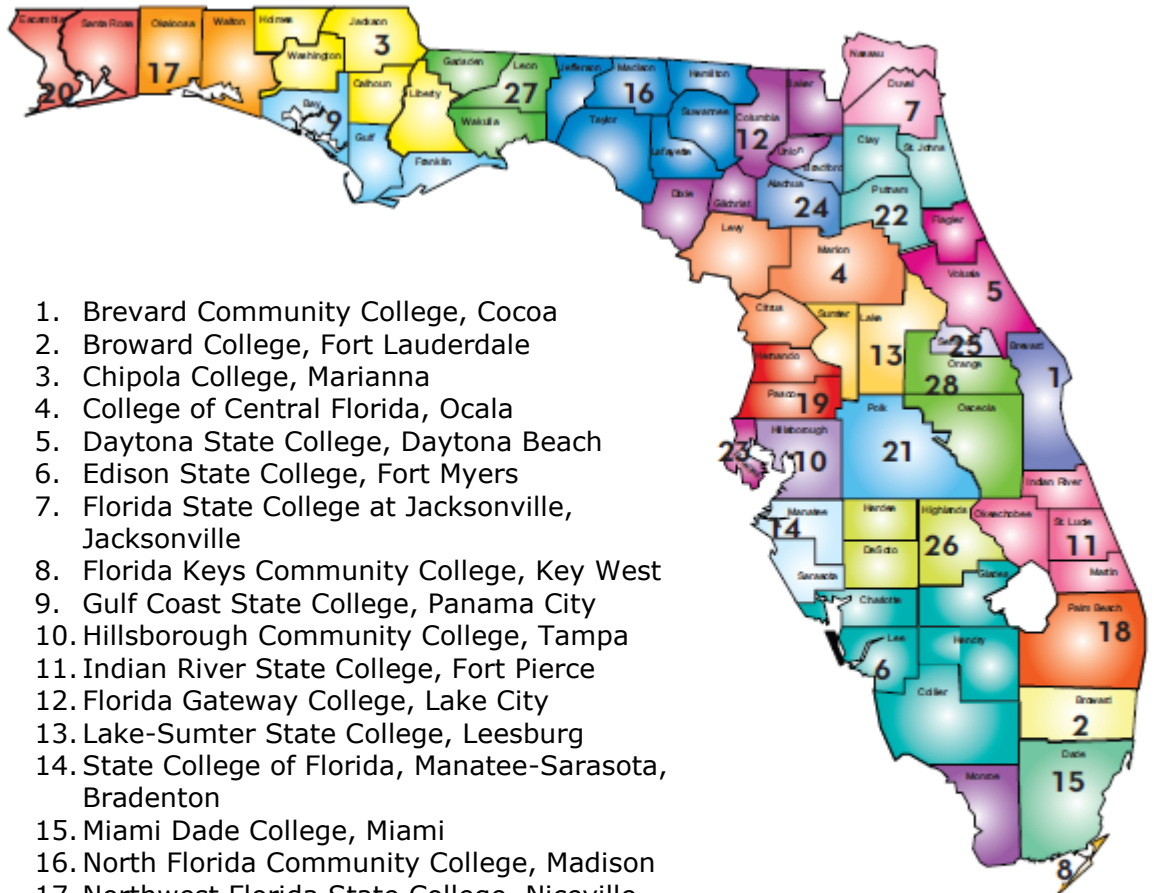 Escambia
Santa Rosa
Okaloosa
Walton
Holmes
Jackson
3
Washington
17
20
Bay
9
Calhoun
Liberty
Gulf
Franklin
Gadsden
Leon
27
Wakulla
Jefferson
Madison
16
Hamilton
Taylor
Suwannee
Lafayette
Columbia
12
Baker
Union
Bradford
Dixie
Gilchrist
Alachua
24
Nassau
Duval
7
Clay
St. Johns
Putnam
22
Flagler
Levy
Marion
4
Volusia
5
Citrus
Sumter
Lake
13
25
Orange
28
Brevard
1
Hernando
Pasco
19
Polk
21
Osceola
Hillsborough
10
23
Indian River
Manatee
14
Hardee
Highlands
26
Okeechobee
St. Lucie
11
DeSoto
Sarasota
Glades
Martin
Charlotte
Palm Beach
18
Lee
6
Hendry
Collier
Broward
2
Dade
15
Monroe
8
1. Brevard Community College, Cocoa
2. Broward College, Fort Lauderdale
3. Chipola College, Marianna
4. College of Central Florida, Ocala
5. Daytona State College, Daytona Beach
6. Edison State College, Fort Myers
7. Florida State College at Jacksonville,
Jacksonville
8. Florida Keys Community College, Key West
9. Gulf Coast State College, Panama City
10. Hillsborough Community College, Tampa
11. Indian River State College, Fort Pierce
12. Florida Gateway College, Lake City
13. Lake-Sumter State College, Leesburg
14. State College of Florida, Manatee-Sarasota,
Bradenton
15. Miami Dade College, Miami
16. North Florida Community College, Madison
17. Northwest Florida State College, Niceville